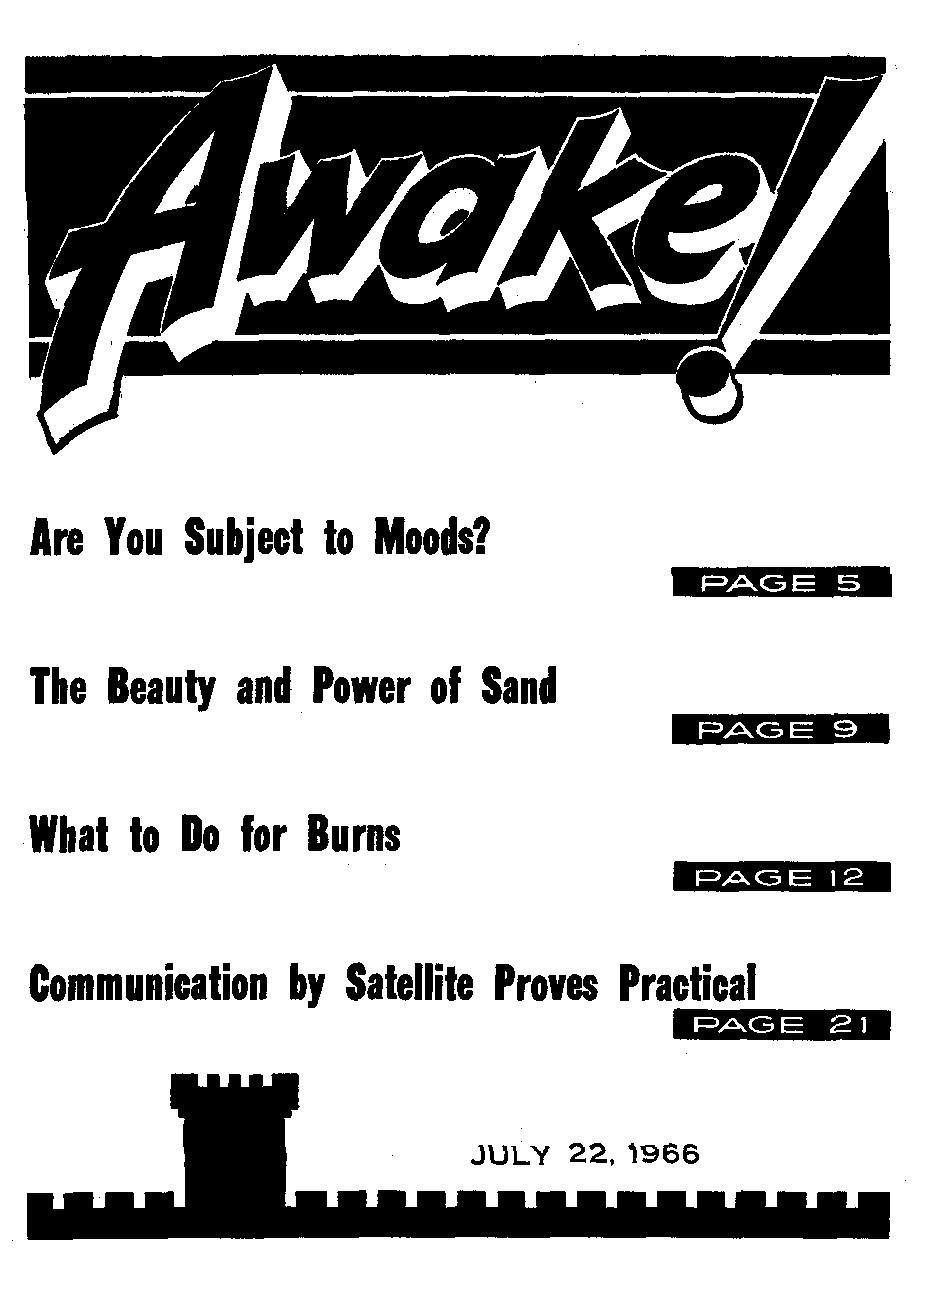 Awake!
Are You Subject to Moods?
PAGE 5
The Beauty and Power of Sand
PAGE 9
What to Do for Burns
PAGE 12
Communication by Satellite Proves Practical
PAGE 21
JULY 22, 1966